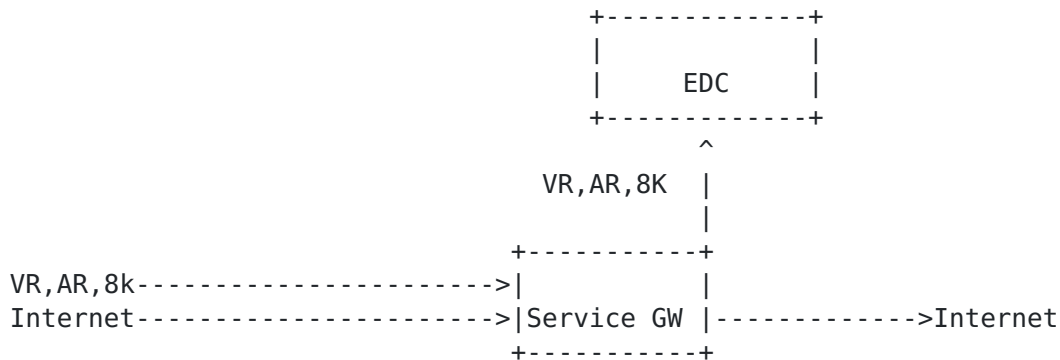 EDC
VR,AR,8K
VR,AR,8k
Internet
Service GW
Internet